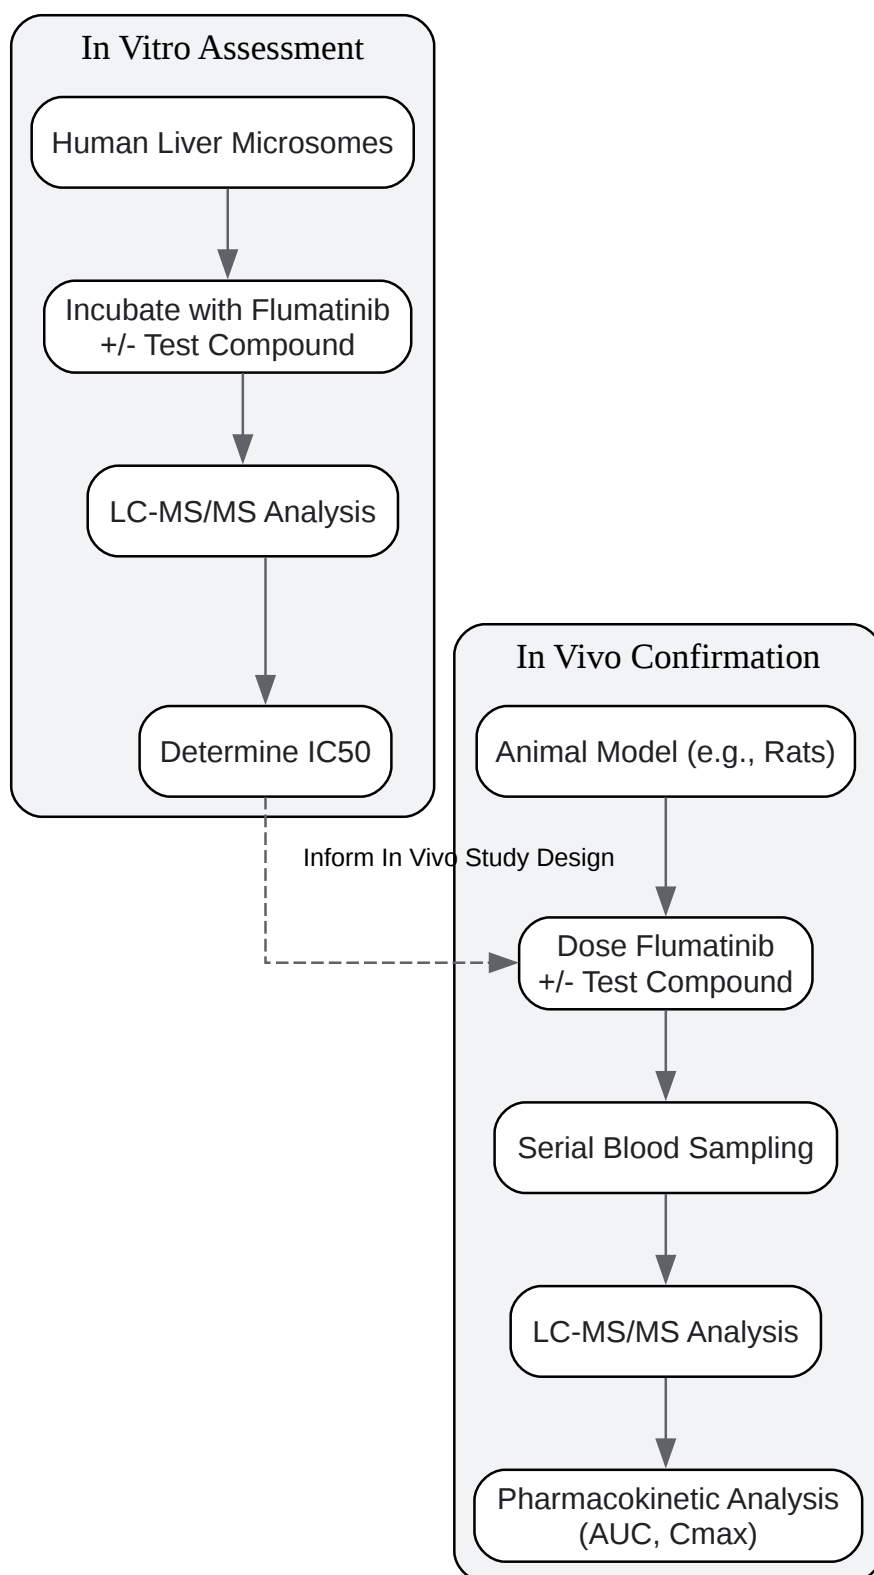 In Vitro Assessment
Human Liver Microsomes
Incubate with Flumatinib
+/- Test Compound
LC-MS/MS Analysis
Determine IC50
Inform In Vivo Study Design
In Vivo Confirmation
Animal Model (e.g., Rats)
Dose Flumatinib
+/- Test Compound
Serial Blood Sampling
LC-MS/MS Analysis
Pharmacokinetic Analysis
(AUC, Cmax)